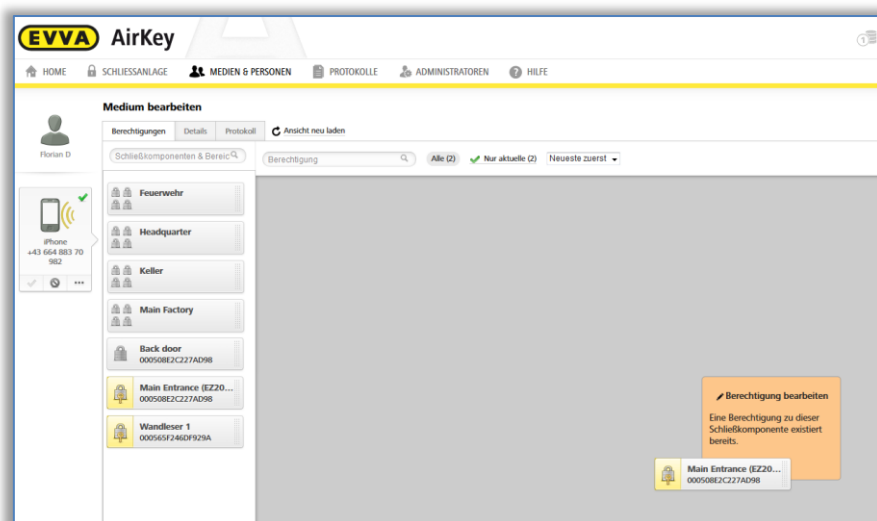 EVVA AirKey
1
HOME SCHLIESSANLAGE MEDIEN & PERSONEN PROTOKOLLE ADMINISTRATOREN HILFE
Florian D
iPhone
+43 664 883 70
982
Medium bearbeiten
Berechtigungen Details Protokoll Ansicht neu laden
Schließkomponenten & Bereic
Berechtigung Alle (2) Nur aktuelle (2) Neueste zuerst
Feuerwehr
Headquarter
Keller
Main Factory
Back door
000508E2C227AD98
Main Entrance (EZ20...
000508E2C227AD98
Wandleser 1
000565F246DF929A
Berechtigung bearbeiten
Eine Berechtigung zu dieser
Schließkomponente existiert
bereits.
Main Entrance (EZ20...
000508E2C227AD98